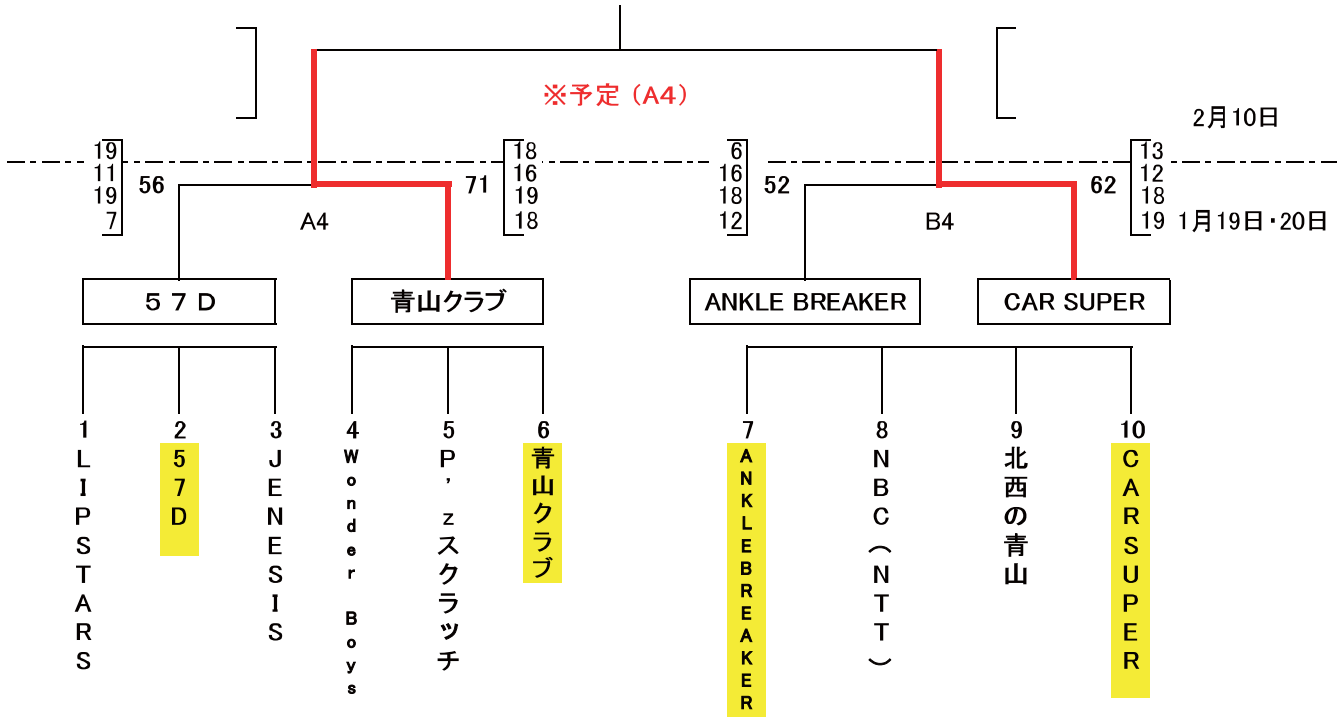 ※予定（A4）
2月10日
19
11
19
7
56
71
18
16
19
18
6
16
18
12
52
62
13
12
18
19
A4
B4
1月19日・20日
５７Ｄ
青山クラブ
ANKLE BREAKER
CAR SUPER
1
LIPSTARS
2
57D
3
JENESIS
4
Wonder Boys
5
P'zスクラッチ
6
青山クラブ
7
ANKLEBREAKER
8
NBC(NTT)
9
北西の青山
10
CARSUPER